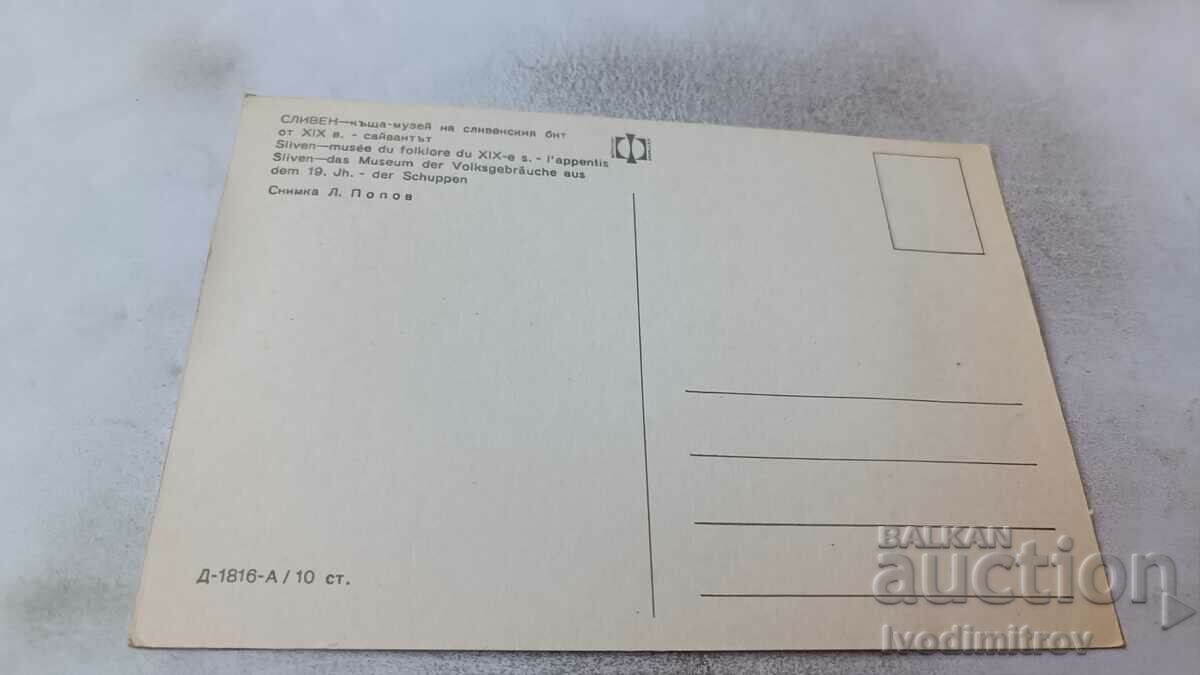 СЛИВЕН—къща-музей на сливенския бит
от XIX в. - сайвантът
Sliven—musée du folklore du XIX-e s. - l'appentis
Sliven—das Museum der Volksgebräuche aus
dem 19. Jh. - der Schuppen
Снимка Л. Попов
Д-1816-А / 10 ст.
BALKAN
auction
Ivodimitrov